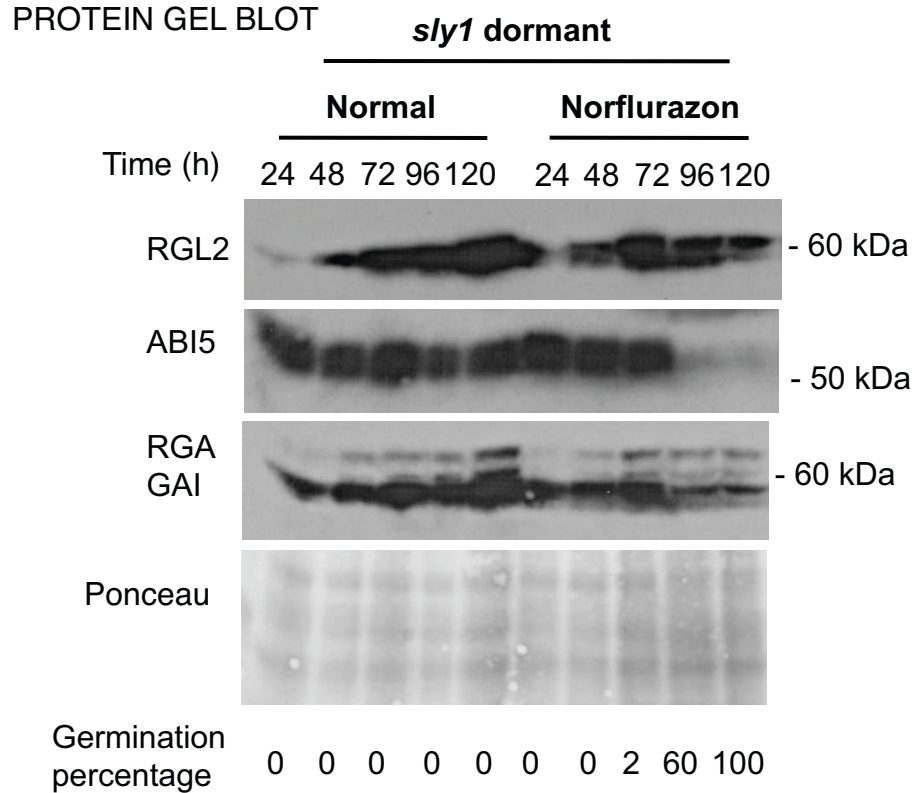 PROTEIN GEL BLOT
sly1 dormant
Normal Norflurazon
Time (h) 24 48 72 96 120 24 48 72 96 120
RGL2 - 60 kDa
ABI5
- 50 kDa
RGA
GAI - 60 kDa
Ponceau
Germination
percentage 0 0 0 0 0 0 0 2 60 100